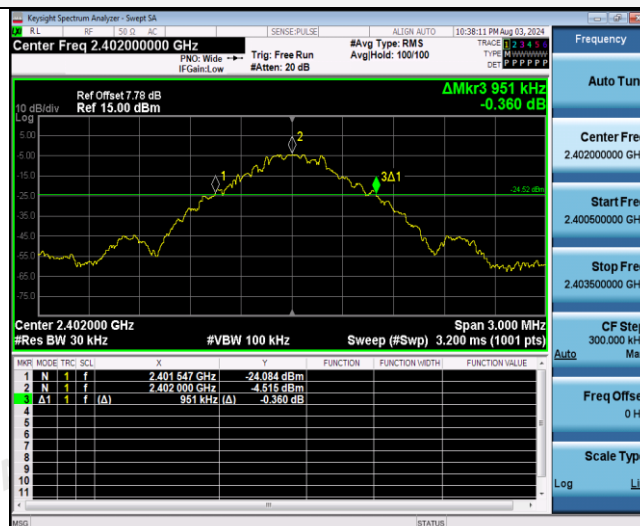 Keysight Spectrum Analyzer - Swept SA
RL RF 50 Ω AC SENSE:PULSE ALIGN AUTO 10:38:11 PM Aug 03, 2024
Center Freq 2.402000000 GHz
PNO: Wide
IFGain:Low
Trig: Free Run
#Atten: 20 dB
#Avg Type: RMS
Avg|Hold: 100/100
TRACE 1 2 3 4 5 6
TYPE M W W W W W
DET P P P P P P
Ref Offset 7.78 dB
Ref 15.00 dBm
10 dB/div
Log
ΔMkr3 951 kHz
-0.360 dB
5.00
-5.00
-15.0
-25.0
-35.0
-45.0
-55.0
-65.0
-75.0
1
2
3Δ1
-24.52 dBm
Center 2.402000 GHz
Span 3.000 MHz
#Res BW 30 kHz
#VBW 100 kHz
Sweep (#Swp) 3.200 ms (1001 pts)
MKR MODE TRC SCL X Y FUNCTION FUNCTION WIDTH FUNCTION VALUE
1 N 1 f 2.401 547 GHz -24.084 dBm
2 N 1 f 2.402 000 GHz -4.515 dBm
3 Δ1 1 f (Δ) 951 kHz (Δ) -0.360 dB
4
5
6
7
8
9
10
11
MSG STATUS
Frequency
Auto Tun
Center Fre
2.402000000 GH
Start Fre
2.400500000 GH
Stop Fre
2.403500000 GH
CF Step
300.000 kH
Auto Ma
Freq Offse
0 H
Scale Type
Log Li